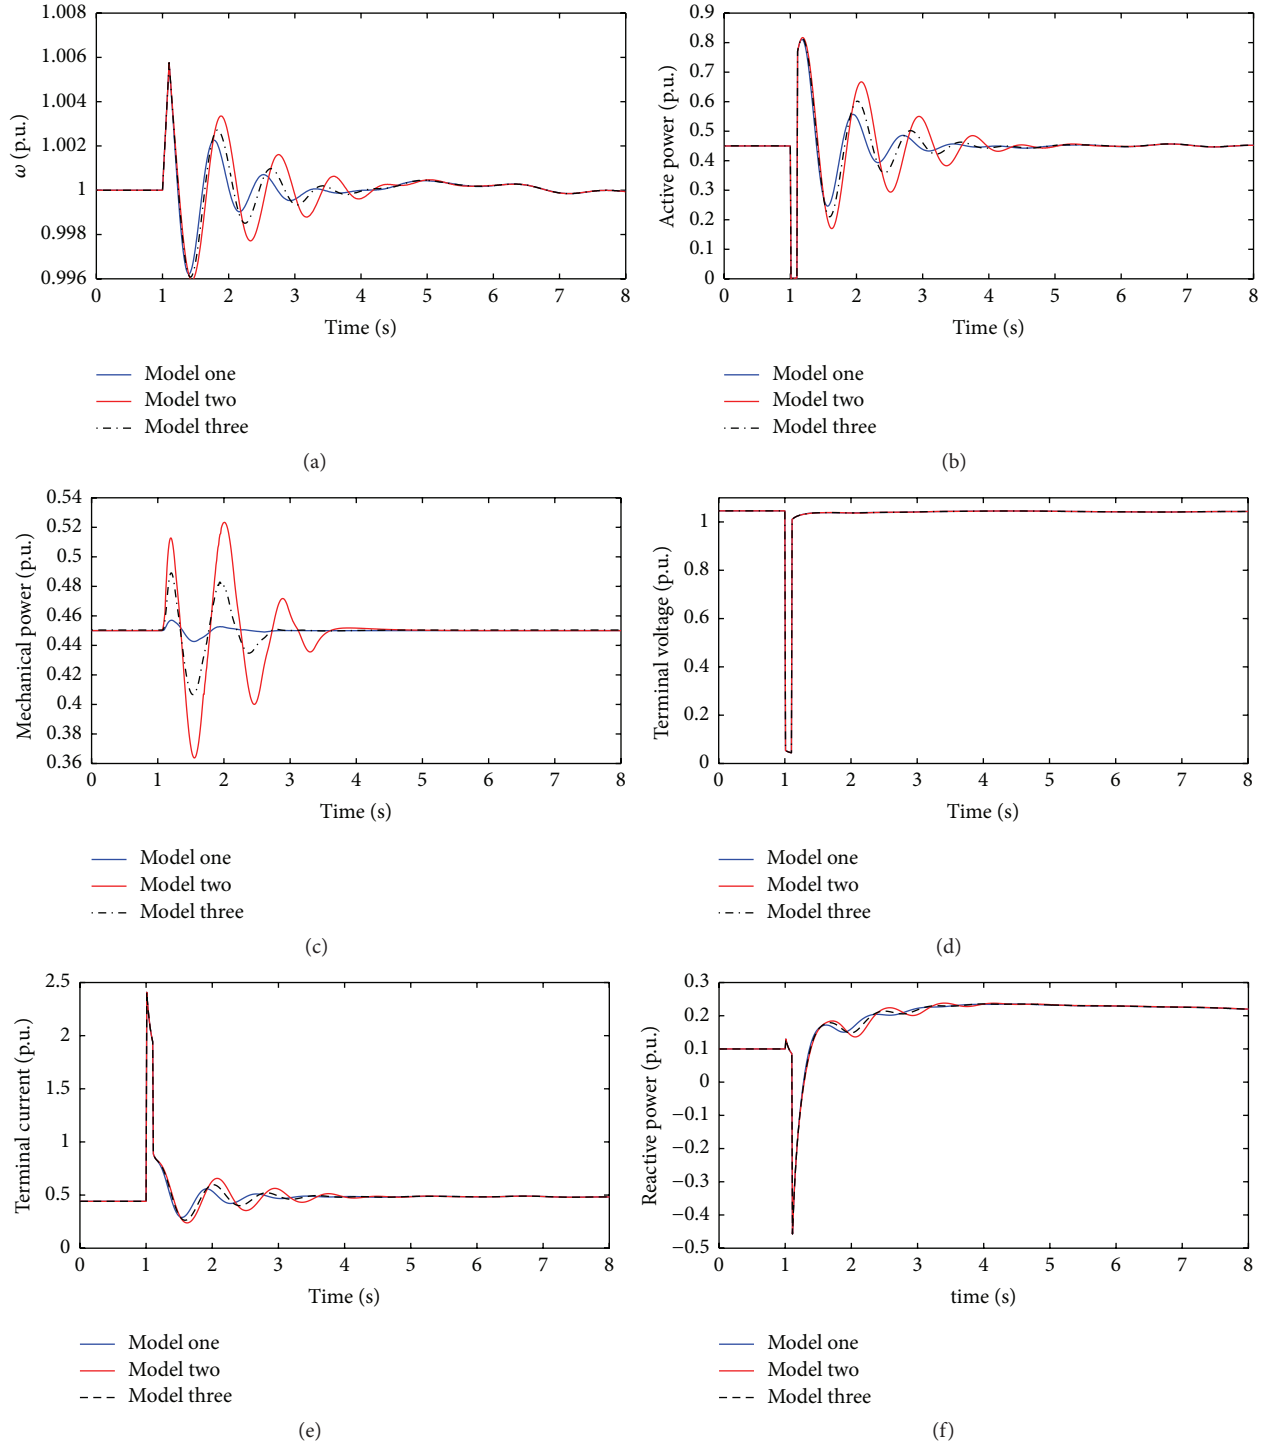 1.008
1.006
1.004
1.002
1
0.998
0.996
ω (p.u.)
0 1 2 3 4 5 6 7 8
Time (s)
Model one
Model two
Model three
(a)
0.9
0.8
0.7
0.6
0.5
0.4
0.3
0.2
0.1
0
Active power (p.u.)
0 1 2 3 4 5 6 7 8
Time (s)
Model one
Model two
Model three
(b)
0.54
0.52
0.5
0.48
0.46
0.44
0.42
0.4
0.38
0.36
Mechanical power (p.u.)
0 1 2 3 4 5 6 7 8
Time (s)
Model one
Model two
Model three
(c)
1
0.8
0.6
0.4
0.2
0
Terminal voltage (p.u.)
0 1 2 3 4 5 6 7 8
Time (s)
Model one
Model two
Model three
(d)
2.5
2
1.5
1
0.5
0
Terminal current (p.u.)
0 1 2 3 4 5 6 7 8
Time (s)
Model one
Model two
Model three
(e)
0.3
0.2
0.1
0
−0.1
−0.2
−0.3
−0.4
−0.5
Reactive power (p.u.)
0 1 2 3 4 5 6 7 8
time (s)
Model one
Model two
Model three
(f)